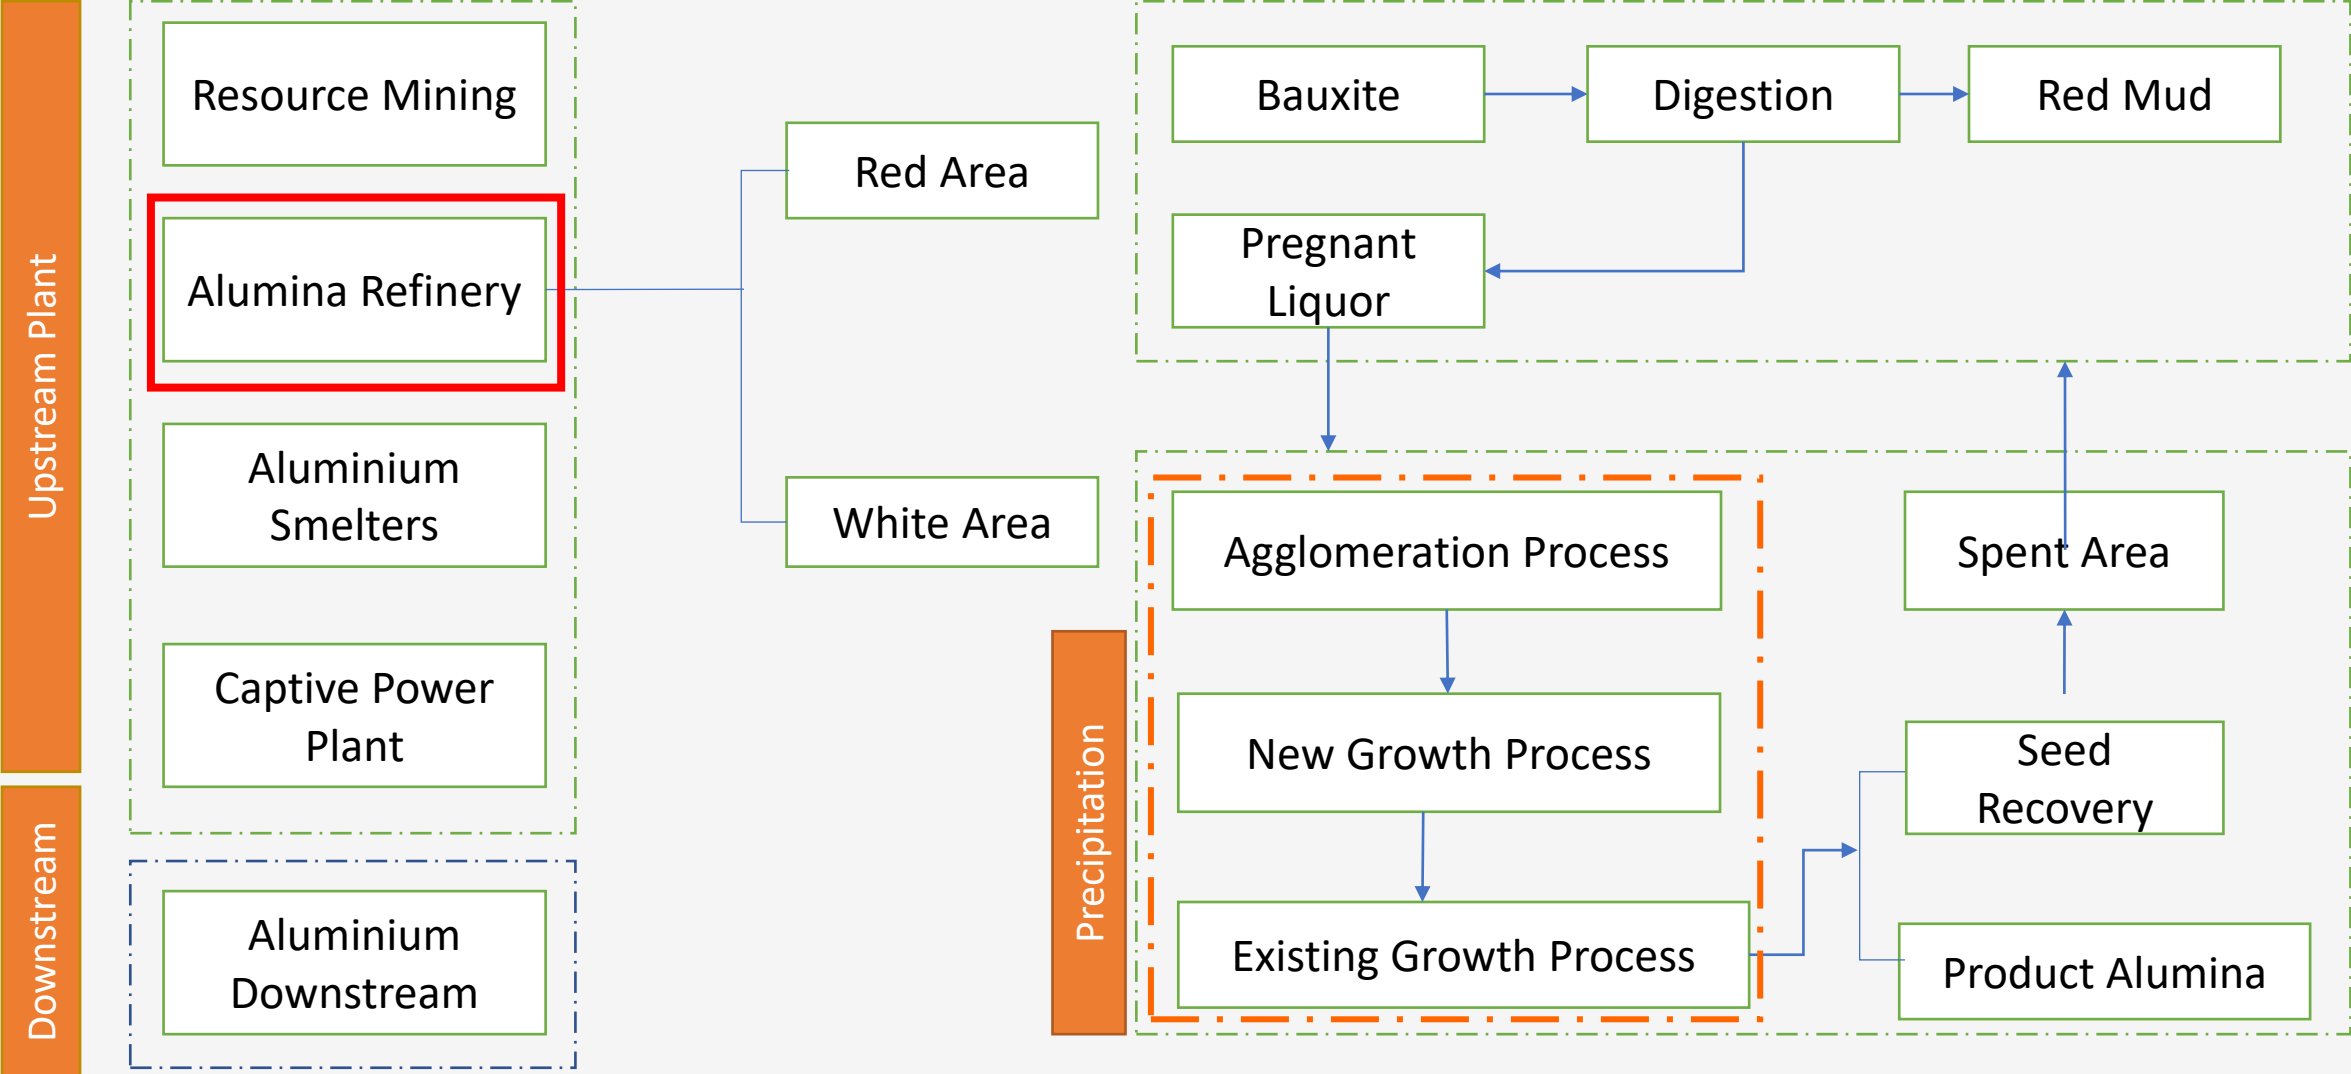 Upstream Plant
Resource Mining
Alumina Refinery
Aluminium
Smelters
Captive Power
Plant
Downstream
Aluminium
Downstream
Red Area
White Area
Bauxite
Digestion
Red Mud
Pregnant
Liquor
Precipitation
Agglomeration Process
New Growth Process
Existing Growth Process
Spent Area
Seed
Recovery
Product Alumina